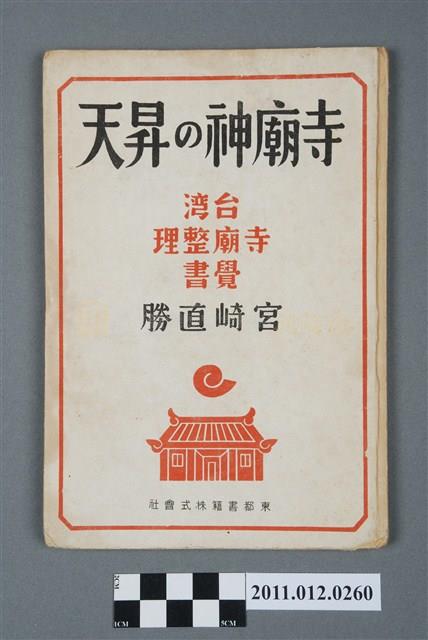 寺廟神の昇天
台湾
寺廟整理
覺書
宮崎直勝
東都書籍株式會社
2CM
1CM
5CM
2011.012.0260